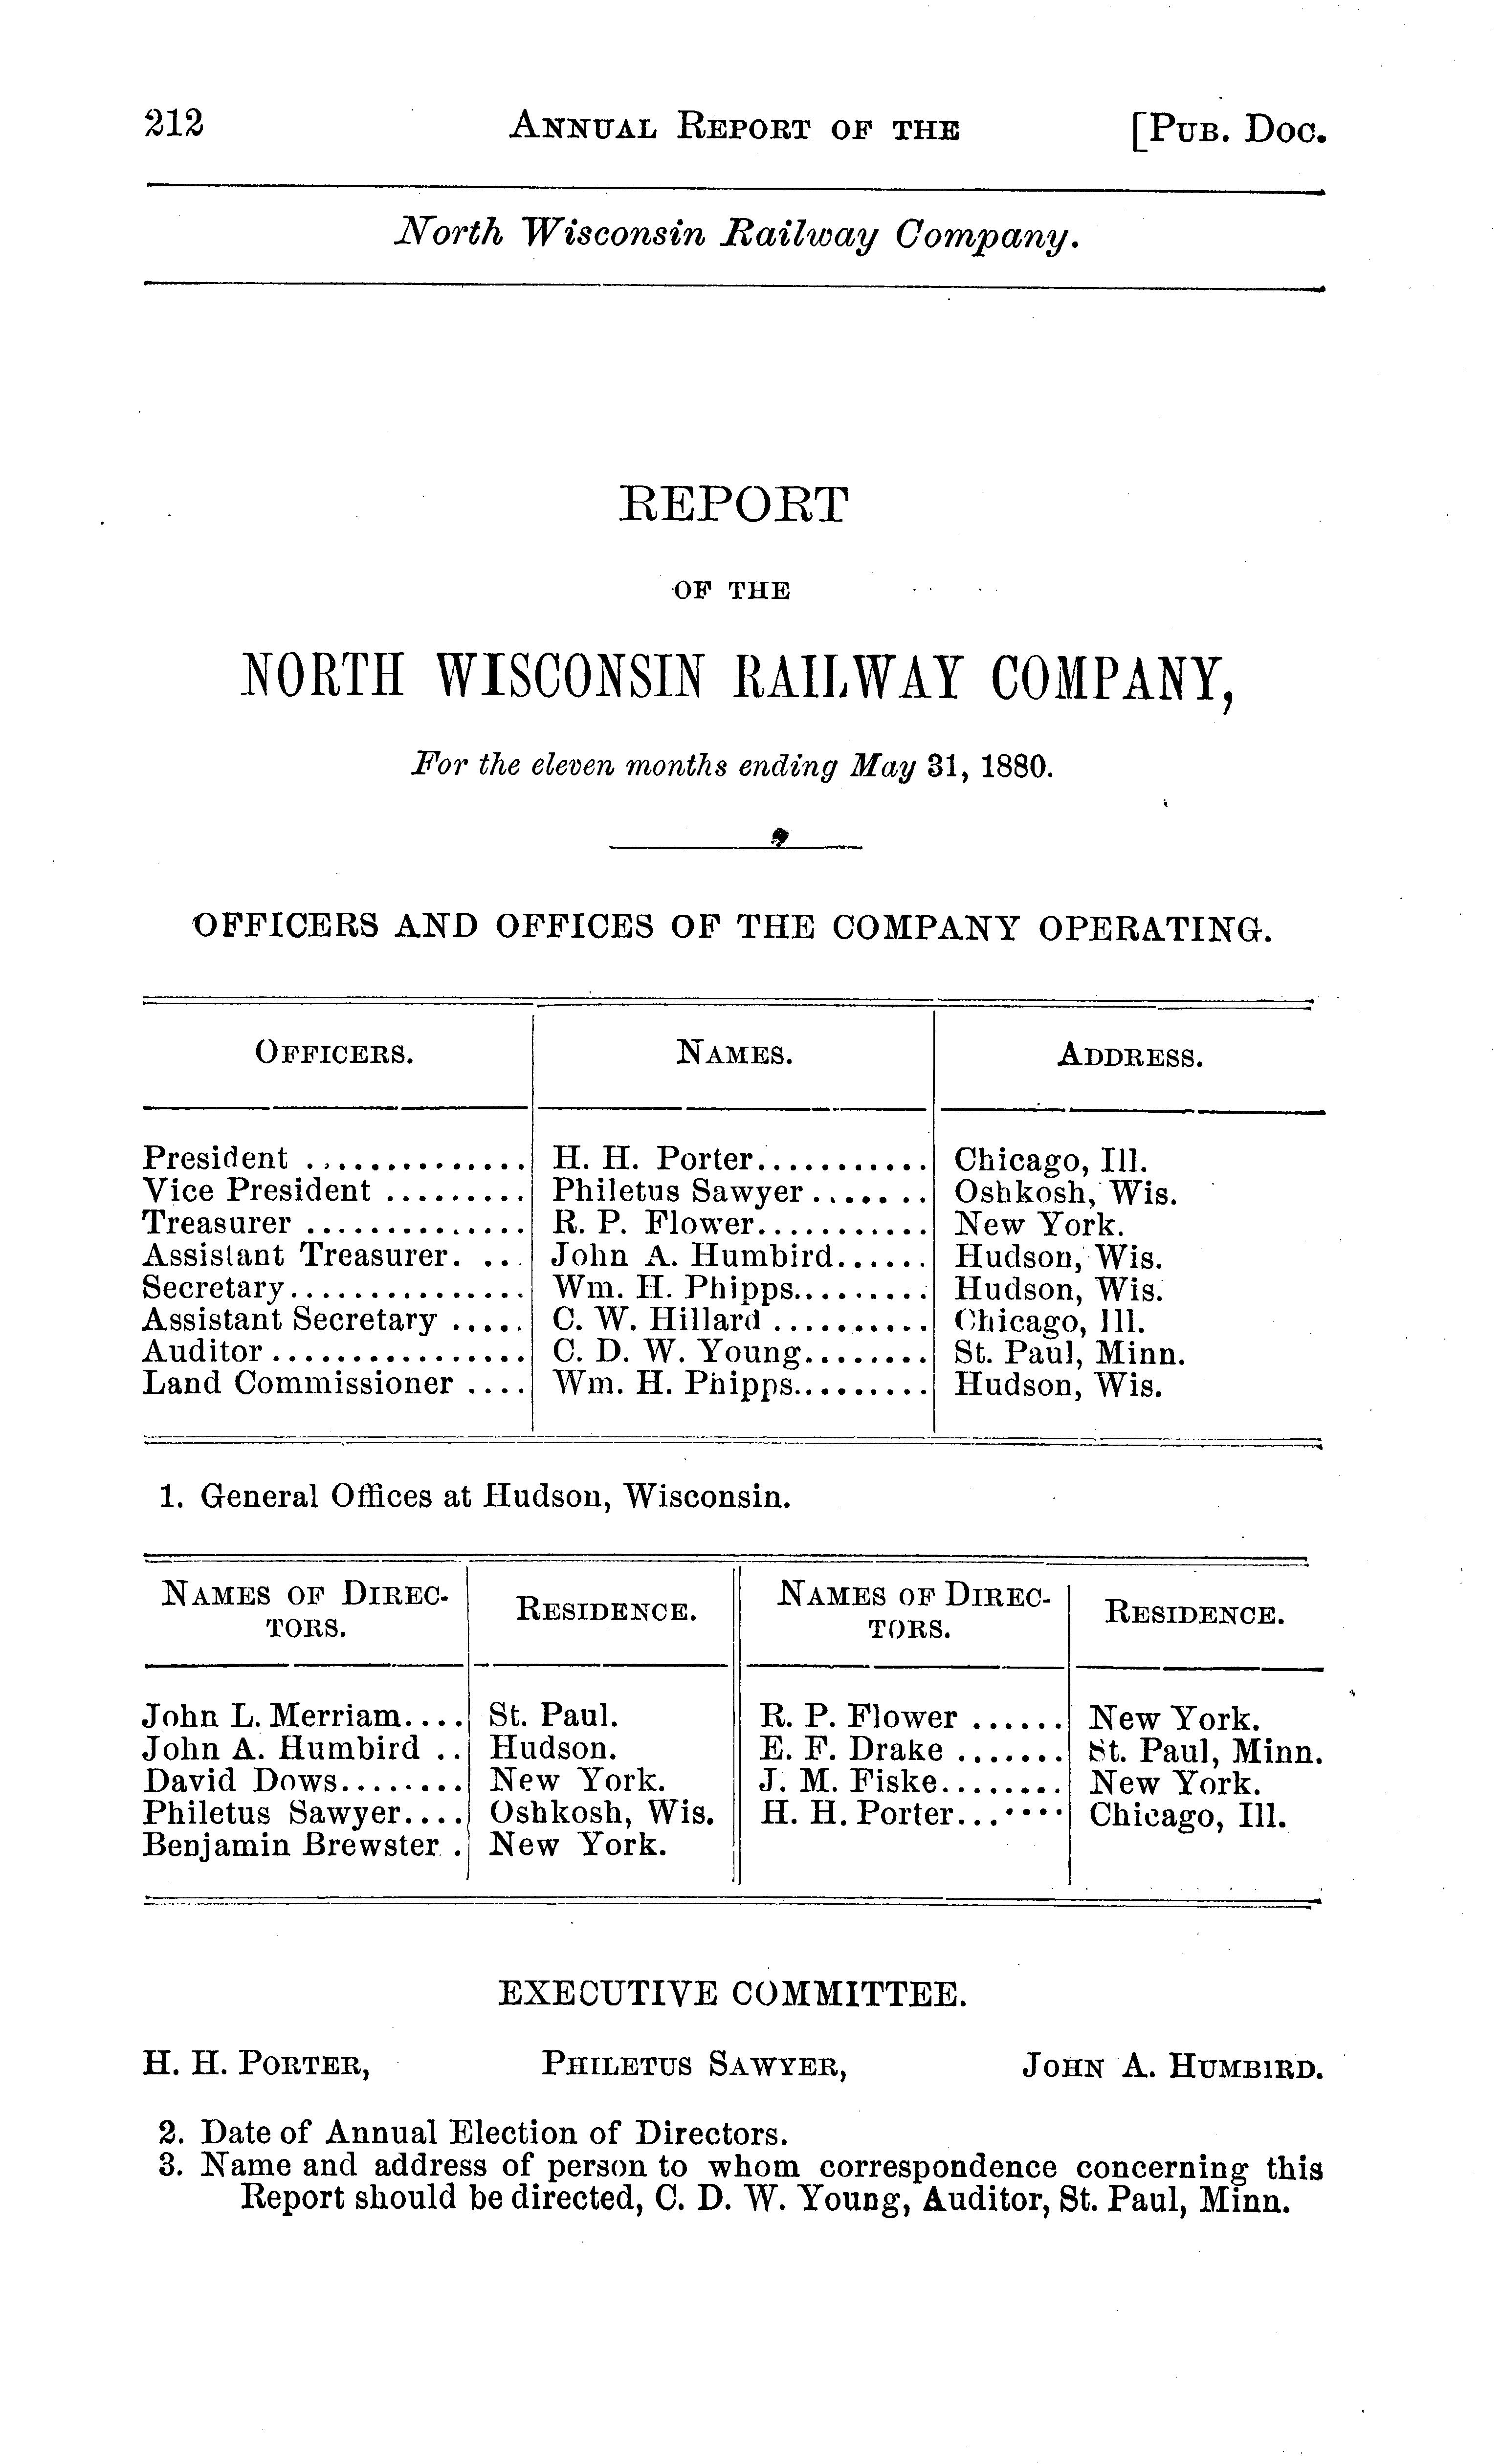 212 ANNUAL REPORT OF THE [PUB. DOC.
North Wisconsin Railway Company.
REPORT
OF THE
NORTH WISCONSIN RAILWAY COMPANY,
For the eleven months ending May 31, 1880.
OFFICERS AND OFFICES OF THE COMPANY OPERATING.
OFFICERS. NAMES. ADDRESS.
President .............. H. H. Porter........... Chicago, Ill.
Vice President ......... Philetus Sawyer ....... Oshkosh, Wis.
Treasurer .............. R. P. Flower........... New York.
Assistant Treasurer. ... John A. Humbird...... Hudson, Wis.
Secretary............... Wm. H. Phipps......... Hudson, Wis.
Assistant Secretary ..... C. W. Hillard .......... Chicago, Ill.
Auditor ................ C. D. W. Young........ St. Paul, Minn.
Land Commissioner .... Wm. H. Phipps......... Hudson, Wis.
1. General Offices at Hudson, Wisconsin.
NAMES OF DIREC- RESIDENCE. NAMES OF DIREC- RESIDENCE.
TORS. TORS.
John L. Merriam.... St. Paul. R. P. Flower ...... New York.
John A. Humbird .. Hudson. E. F. Drake ....... St. Paul, Minn.
David Dows........ New York. J. M. Fiske........ New York.
Philetus Sawyer.... Oshkosh, Wis. H. H. Porter....... Chicago, Ill.
Benjamin Brewster . New York.
EXECUTIVE COMMITTEE.
H. H. PORTER, PHILETUS SAWYER, JOHN A. HUMBIRD.
2. Date of Annual Election of Directors.
3. Name and address of person to whom correspondence concerning this
Report should be directed, C. D. W. Young, Auditor, St. Paul, Minn.